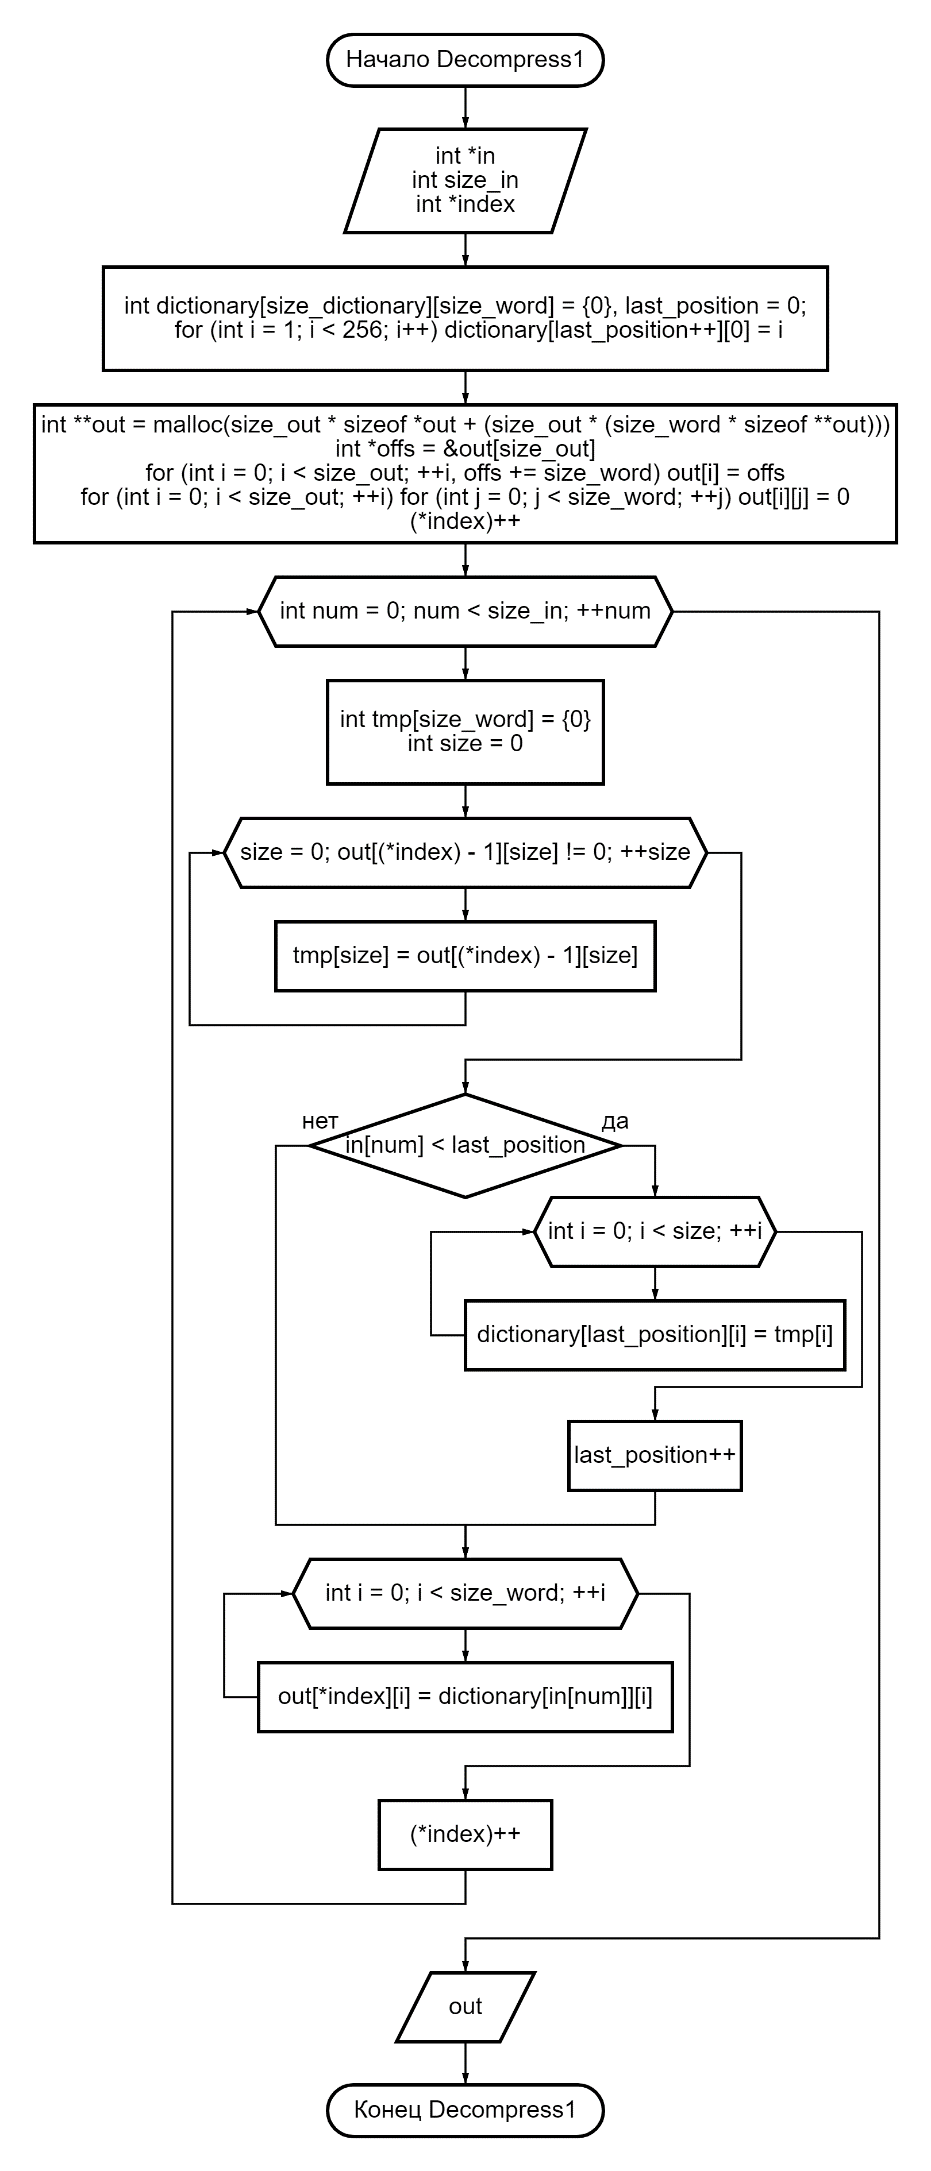 Начало Decompress1
int *in
int size_in
int *index
int dictionary[size_dictionary][size_word] = {0}, last_position = 0;
for (int i = 1; i < 256; i++) dictionary[last_position++][0] = i
int **out = malloc(size_out * sizeof *out + (size_out * (size_word * sizeof **out)))
int *offs = &out[size_out]
for (int i = 0; i < size_out; ++i, offs += size_word) out[i] = offs
for (int i = 0; i < size_out; ++i) for (int j = 0; j < size_word; ++j) out[i][j] = 0
(*index)++
int num = 0; num < size_in; ++num
int tmp[size_word] = {0}
int size = 0
size = 0; out[(*index) - 1][size] != 0; ++size
tmp[size] = out[(*index) - 1][size]
нет
да
in[num] < last_position
int i = 0; i < size; ++i
dictionary[last_position][i] = tmp[i]
last_position++
int i = 0; i < size_word; ++i
out[*index][i] = dictionary[in[num]][i]
(*index)++
out
Конец Decompress1